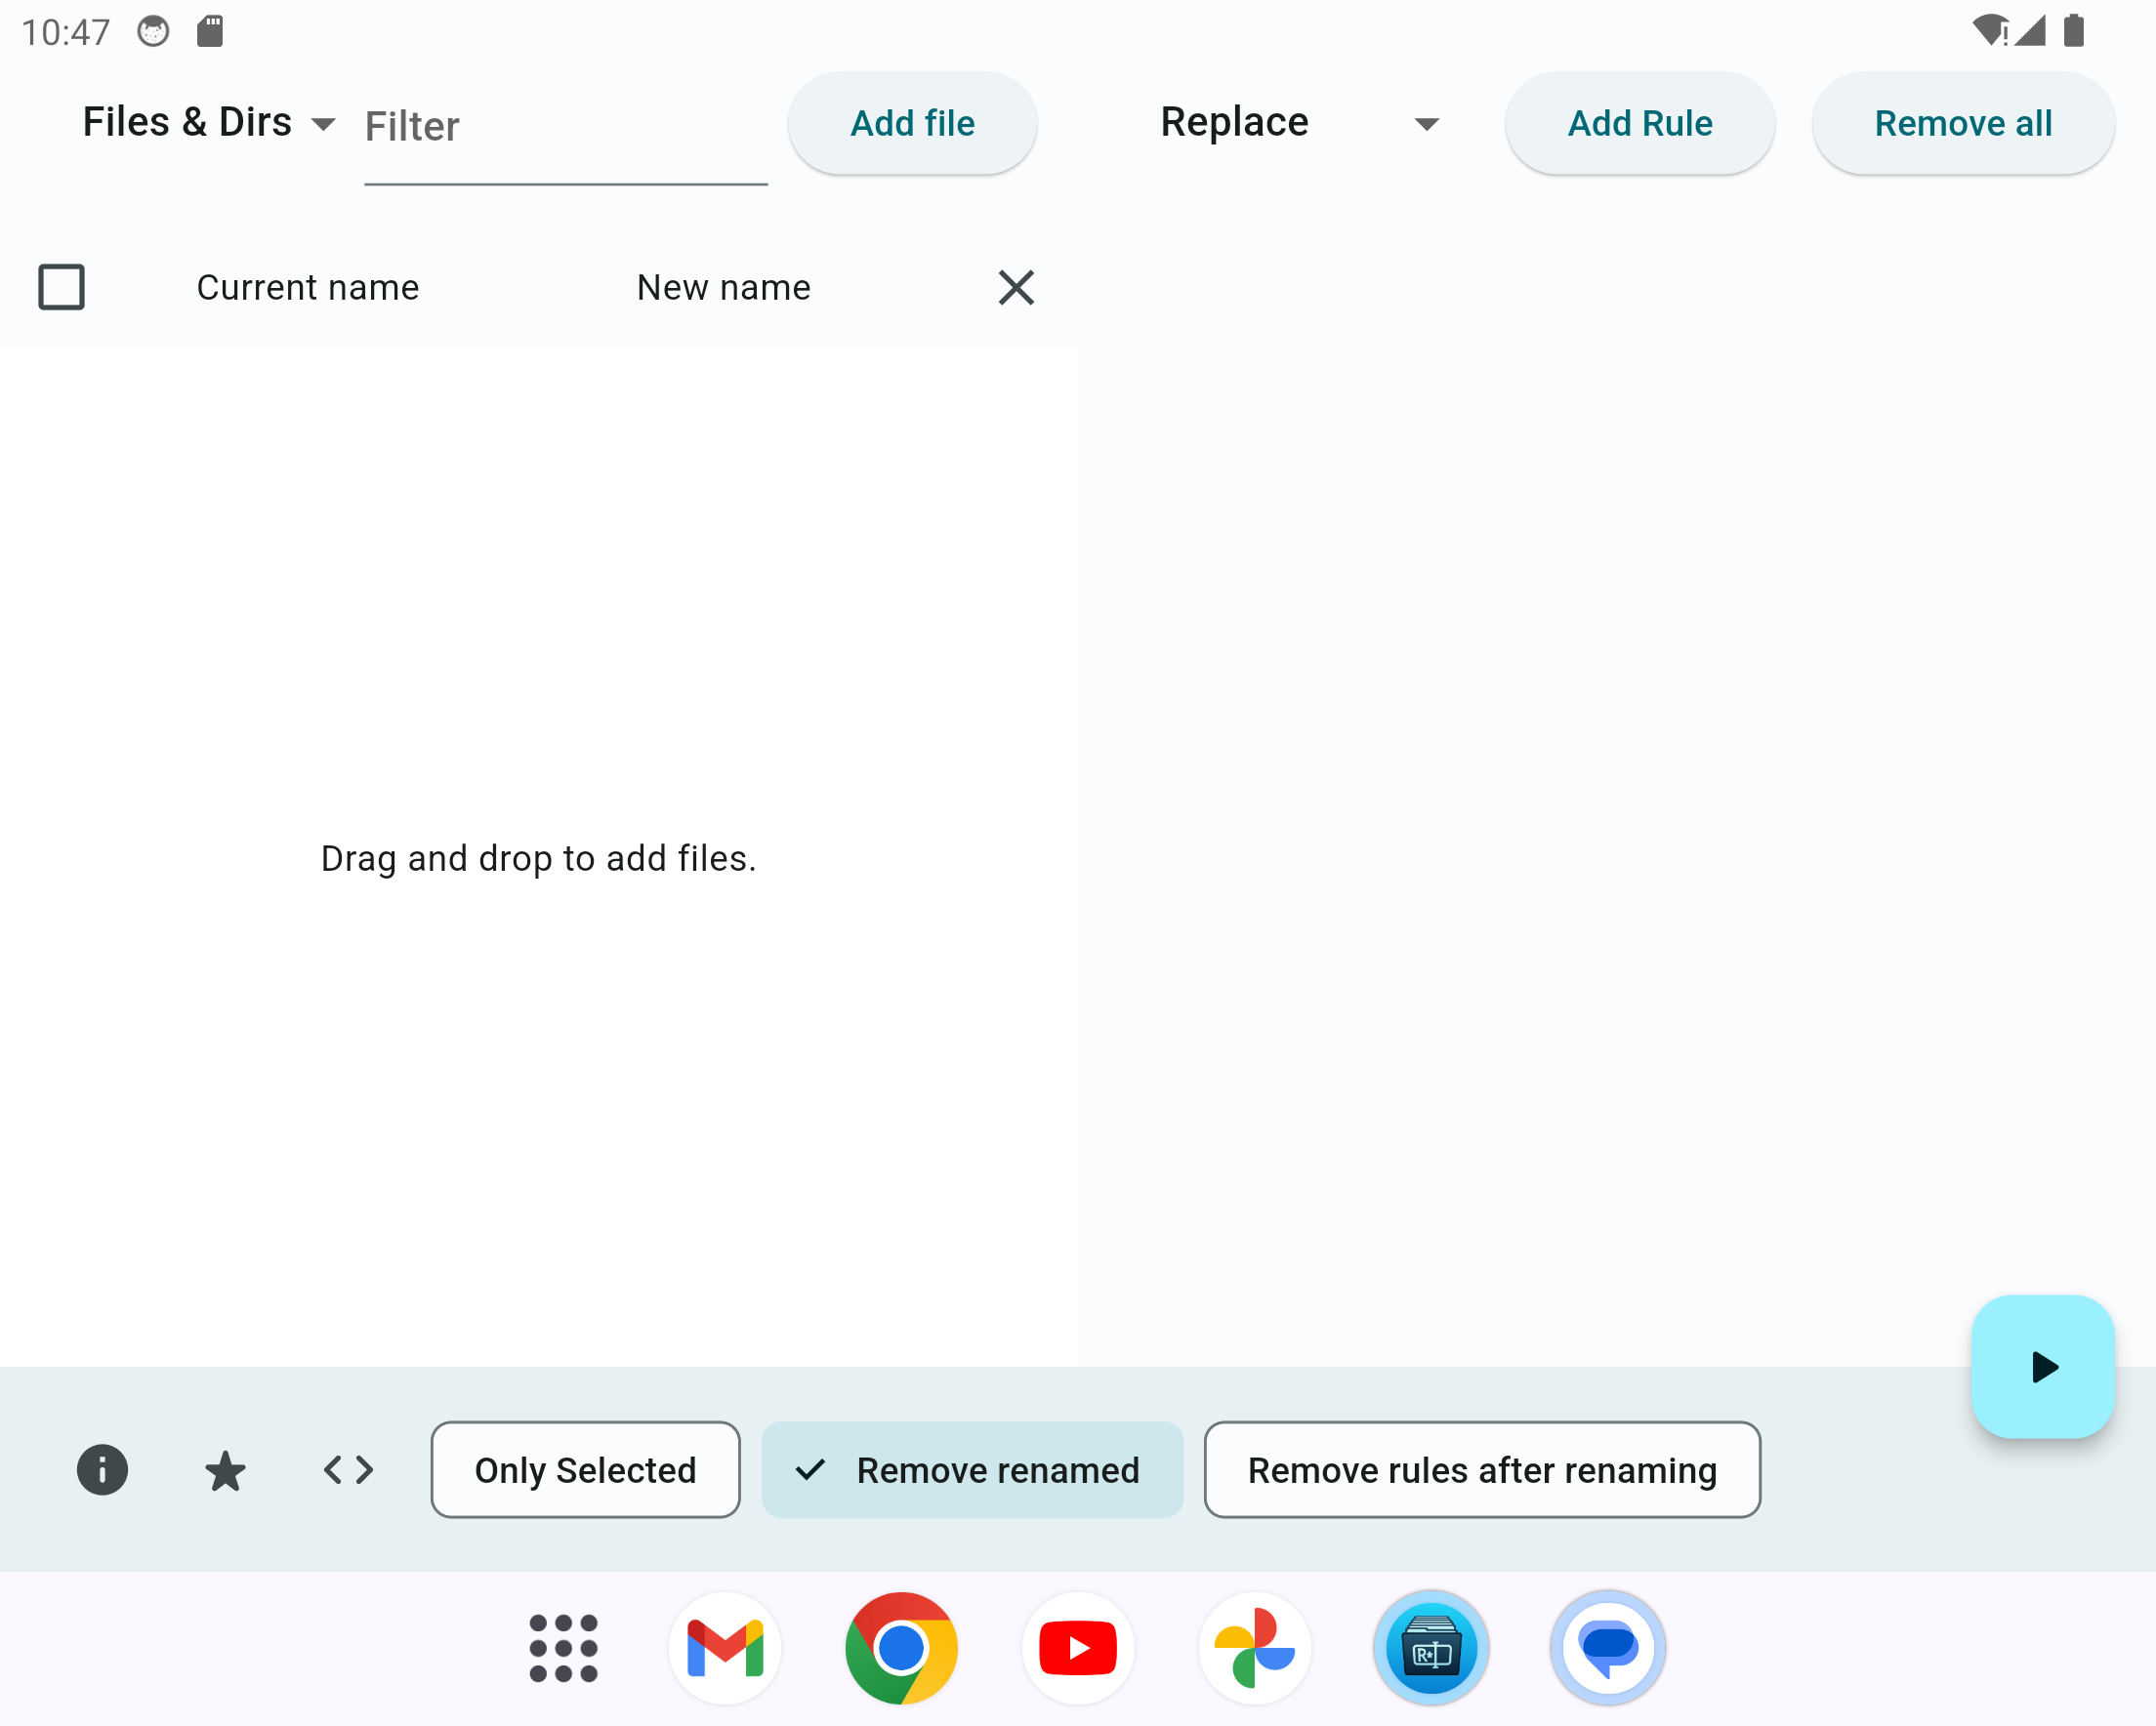 10:47
Files & Dirs
Filter
Add file
Replace
Add Rule
Remove all
Current name
New name
Drag and drop to add files.
Only Selected
Remove renamed
Remove rules after renaming